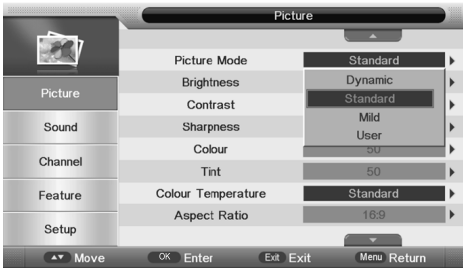 Picture
Picture
Sound
Channel
Feature
Setup
Picture Mode Standard
Brightness Dynamic
Contrast Standard
Sharpness Mild
User
Colour 50
Tint 50
Colour Temperature Standard
Aspect Ratio 16:9
Move OK Enter Exit Exit Menu Return